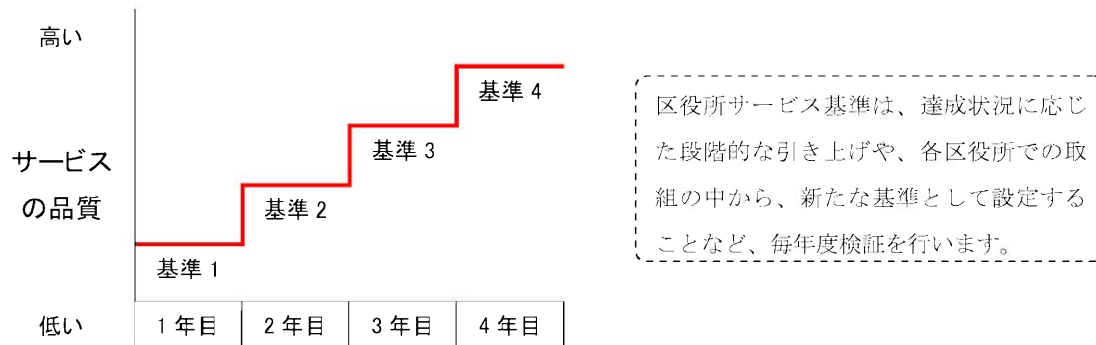 高い
サービス
の品質
低い
基準 1
基準 2
基準 3
基準 4
1 年目
2 年目
3 年目
4 年目
区役所サービス基準は、達成状況に応じ
た段階的な引き上げや、各区役所での取
組の中から、新たな基準として設定する
ことなど、毎年度検証を行います。